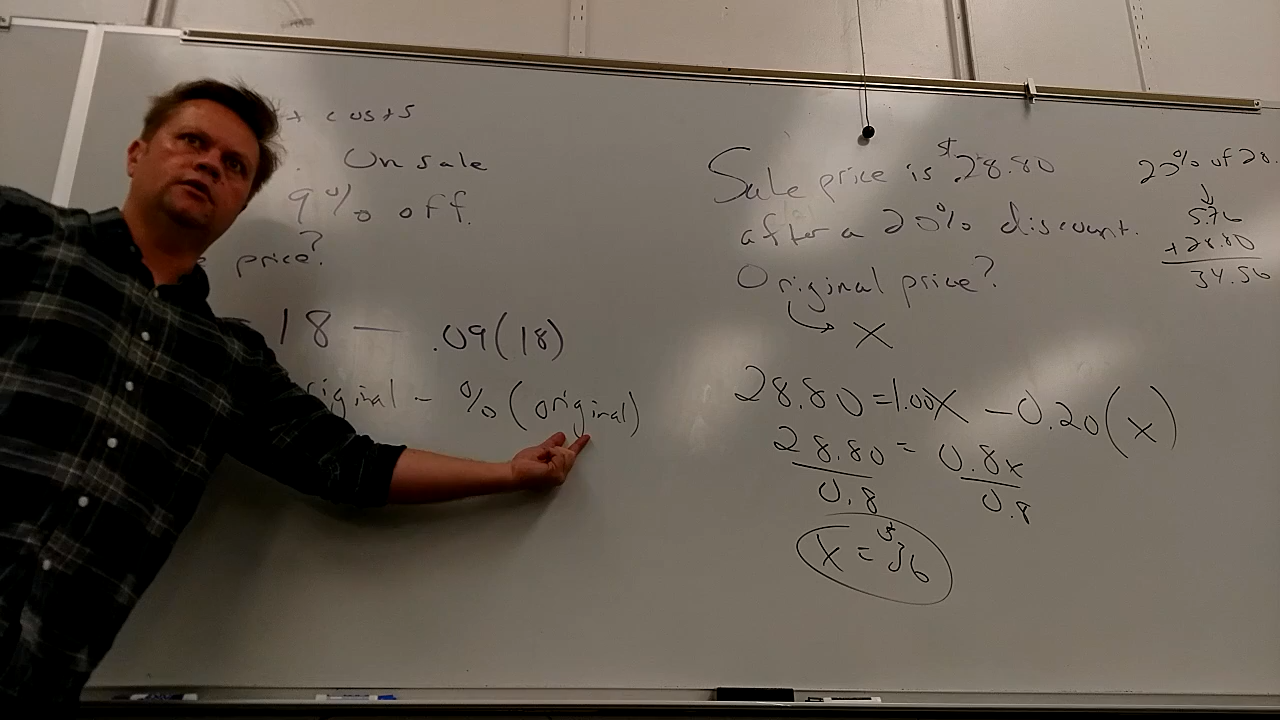 costs
On sale
9% off.
price?
18 — .09(18)
- % (original)
Sale price is $28.80
after a 20% discount.
Original price?
X
28.80 = 1.00X - 0.20(x)
28.80 = 0.8x
0.8 0.8
x = $36
20% of 28.
5.76
+28.80
34.56